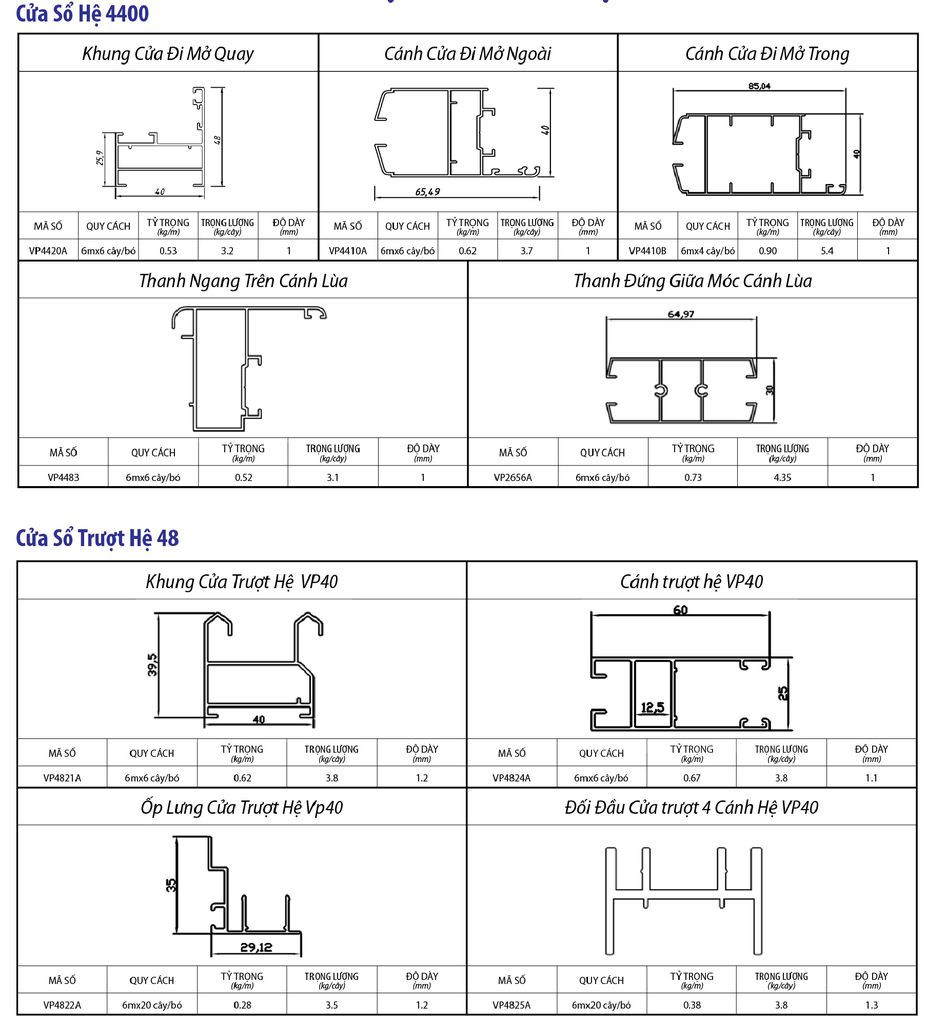 Cửa Sổ Hệ 4400
Khung Cửa Đi Mở Quay
Cánh Cửa Đi Mở Ngoài
Cánh Cửa Đi Mở Trong
25,9
48
40
40
65,49
85,04
40
MÃ SỐ QUY CÁCH TỶ TRỌNG (kg/m) TRỌNG LƯỢNG (kg/cây) ĐỘ DÀY (mm)
VP4420A 6mx6 cây/bó 0.53 3.2 1
MÃ SỐ QUY CÁCH TỶ TRỌNG (kg/m) TRỌNG LƯỢNG (kg/cây) ĐỘ DÀY (mm)
VP4410A 6mx6 cây/bó 0.62 3.7 1
MÃ SỐ QUY CÁCH TỶ TRỌNG (kg/m) TRỌNG LƯỢNG (kg/cây) ĐỘ DÀY (mm)
VP4410B 6mx4 cây/bó 0.90 5.4 1
Thanh Ngang Trên Cánh Lùa
Thanh Đứng Giữa Móc Cánh Lùa
64,97
30
MÃ SỐ QUY CÁCH TỶ TRỌNG (kg/m) TRỌNG LƯỢNG (kg/cây) ĐỘ DÀY (mm)
VP4483 6mx6 cây/bó 0.52 3.1 1
MÃ SỐ QUY CÁCH TỶ TRỌNG (kg/m) TRỌNG LƯỢNG (kg/cây) ĐỘ DÀY (mm)
VP2656A 6mx6 cây/bó 0.73 4.35 1
Cửa Sổ Trượt Hệ 48
Khung Cửa Trượt Hệ VP40
Cánh trượt hệ VP40
39,5
40
60
12,5
25
MÃ SỐ QUY CÁCH TỶ TRỌNG (kg/m) TRỌNG LƯỢNG (kg/cây) ĐỘ DÀY (mm)
VP4821A 6mx6 cây/bó 0.62 3.8 1.2
MÃ SỐ QUY CÁCH TỶ TRỌNG (kg/m) TRỌNG LƯỢNG (kg/cây) ĐỘ DÀY (mm)
VP4824A 6mx6 cây/bó 0.67 3.8 1.1
Ốp Lưng Cửa Trượt Hệ Vp40
Đối Đầu Cửa trượt 4 Cánh Hệ VP40
35
29,12
MÃ SỐ QUY CÁCH TỶ TRỌNG (kg/m) TRỌNG LƯỢNG (kg/cây) ĐỘ DÀY (mm)
VP4822A 6mx20 cây/bó 0.28 3.5 1.2
MÃ SỐ QUY CÁCH TỶ TRỌNG (kg/m) TRỌNG LƯỢNG (kg/cây) ĐỘ DÀY (mm)
VP4825A 6mx20 cây/bó 0.38 3.8 1.3